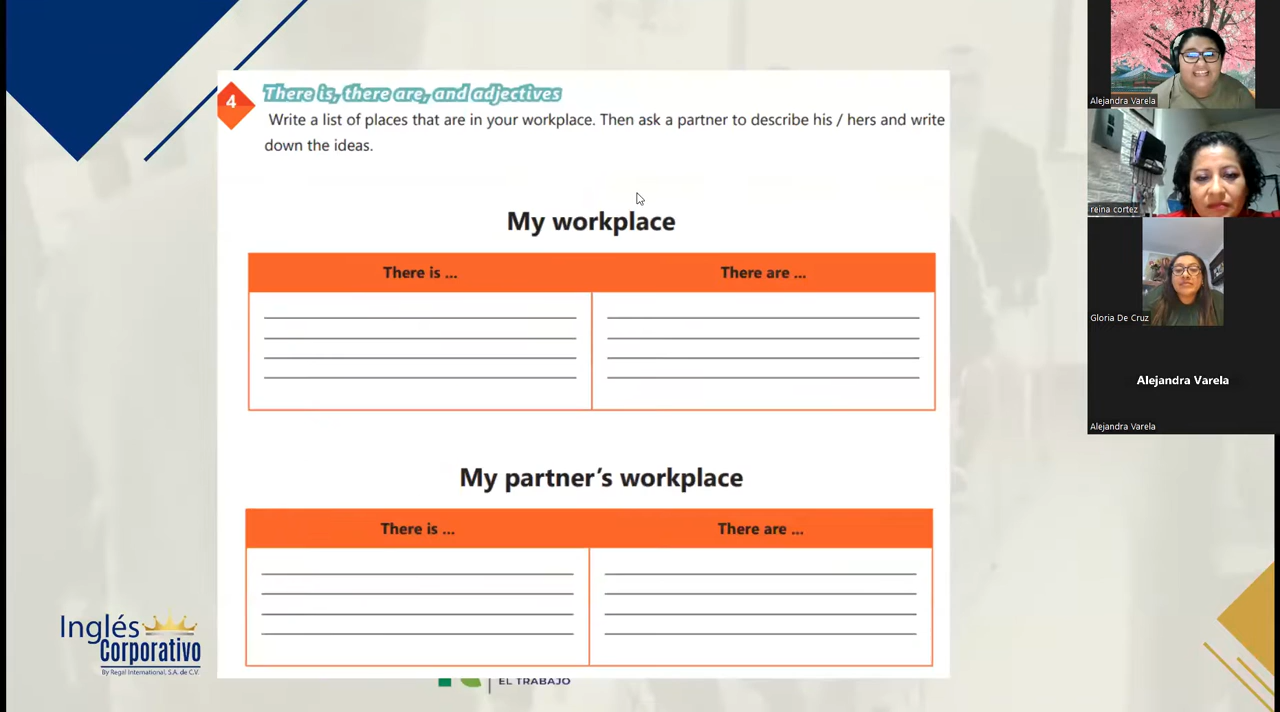 4
There is, there are, and adjectives
Write a list of places that are in your workplace. Then ask a partner to describe his / hers and write
down the ideas.
My workplace
There is ...
There are ...
My partner's workplace
There is ...
There are ...
Inglés
Corporativo
By Regal International, S.A. de C.V.
EL TRABAJO
Alejandra Varela
reina cortez
Gloria De Cruz
Alejandra Varela
Alejandra Varela